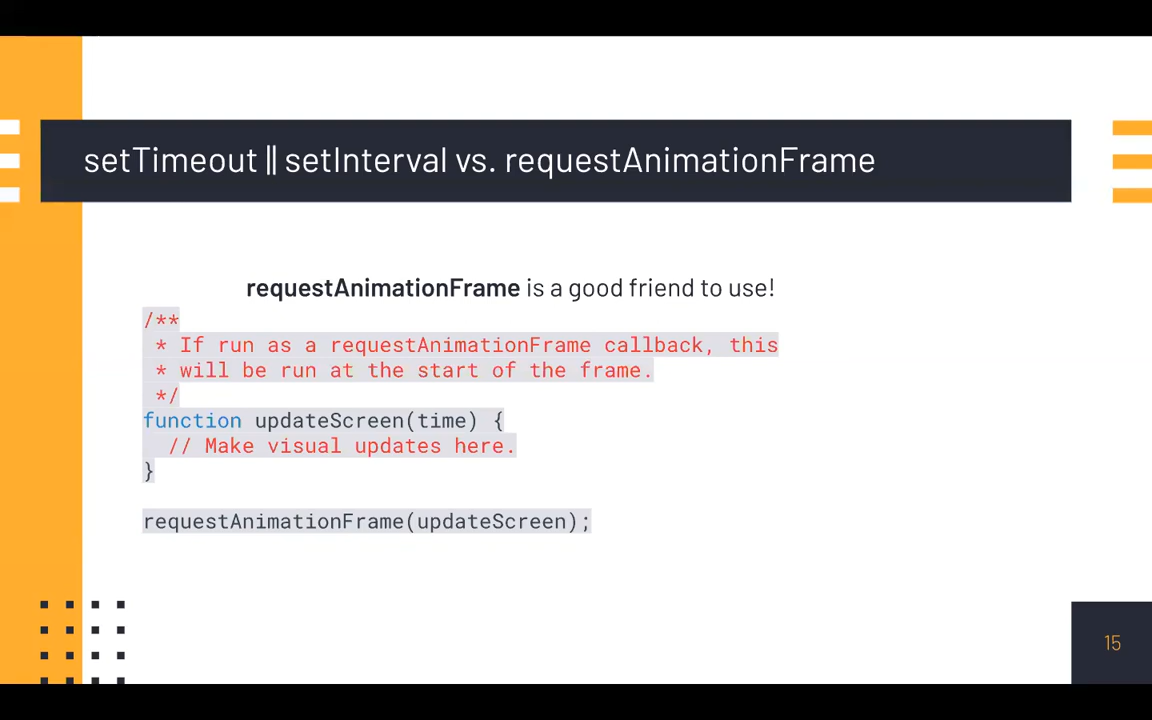 setTimeout || setInterval vs. requestAnimationFrame
requestAnimationFrame is a good friend to use!
/**
 * If run as a requestAnimationFrame callback, this
 * will be run at the start of the frame.
 */
function updateScreen(time) {
  // Make visual updates here.
}
requestAnimationFrame(updateScreen);
15